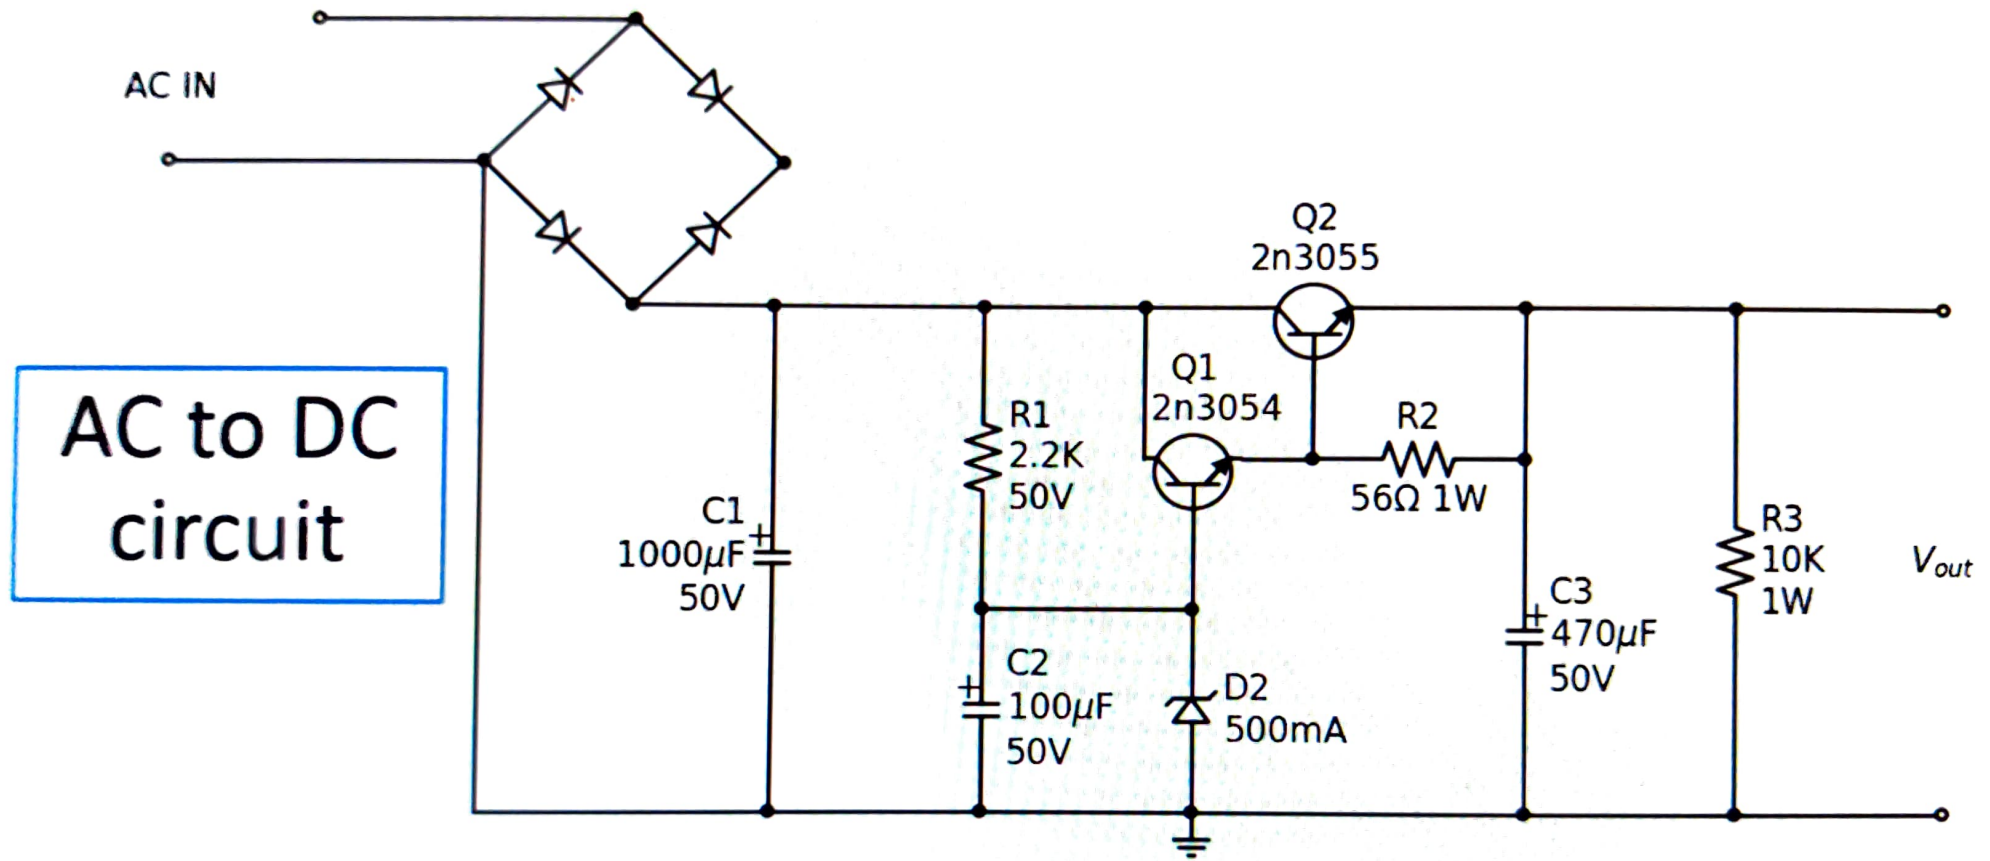 AC IN
AC to DC
circuit
C1
+
1000µF
50V
R1
2.2K
50V
C2
+
100µF
50V
Q1
2n3054
Q2
2n3055
R2
56Ω 1W
D2
500mA
C3
+
470µF
50V
R3
10K
1W
Vout